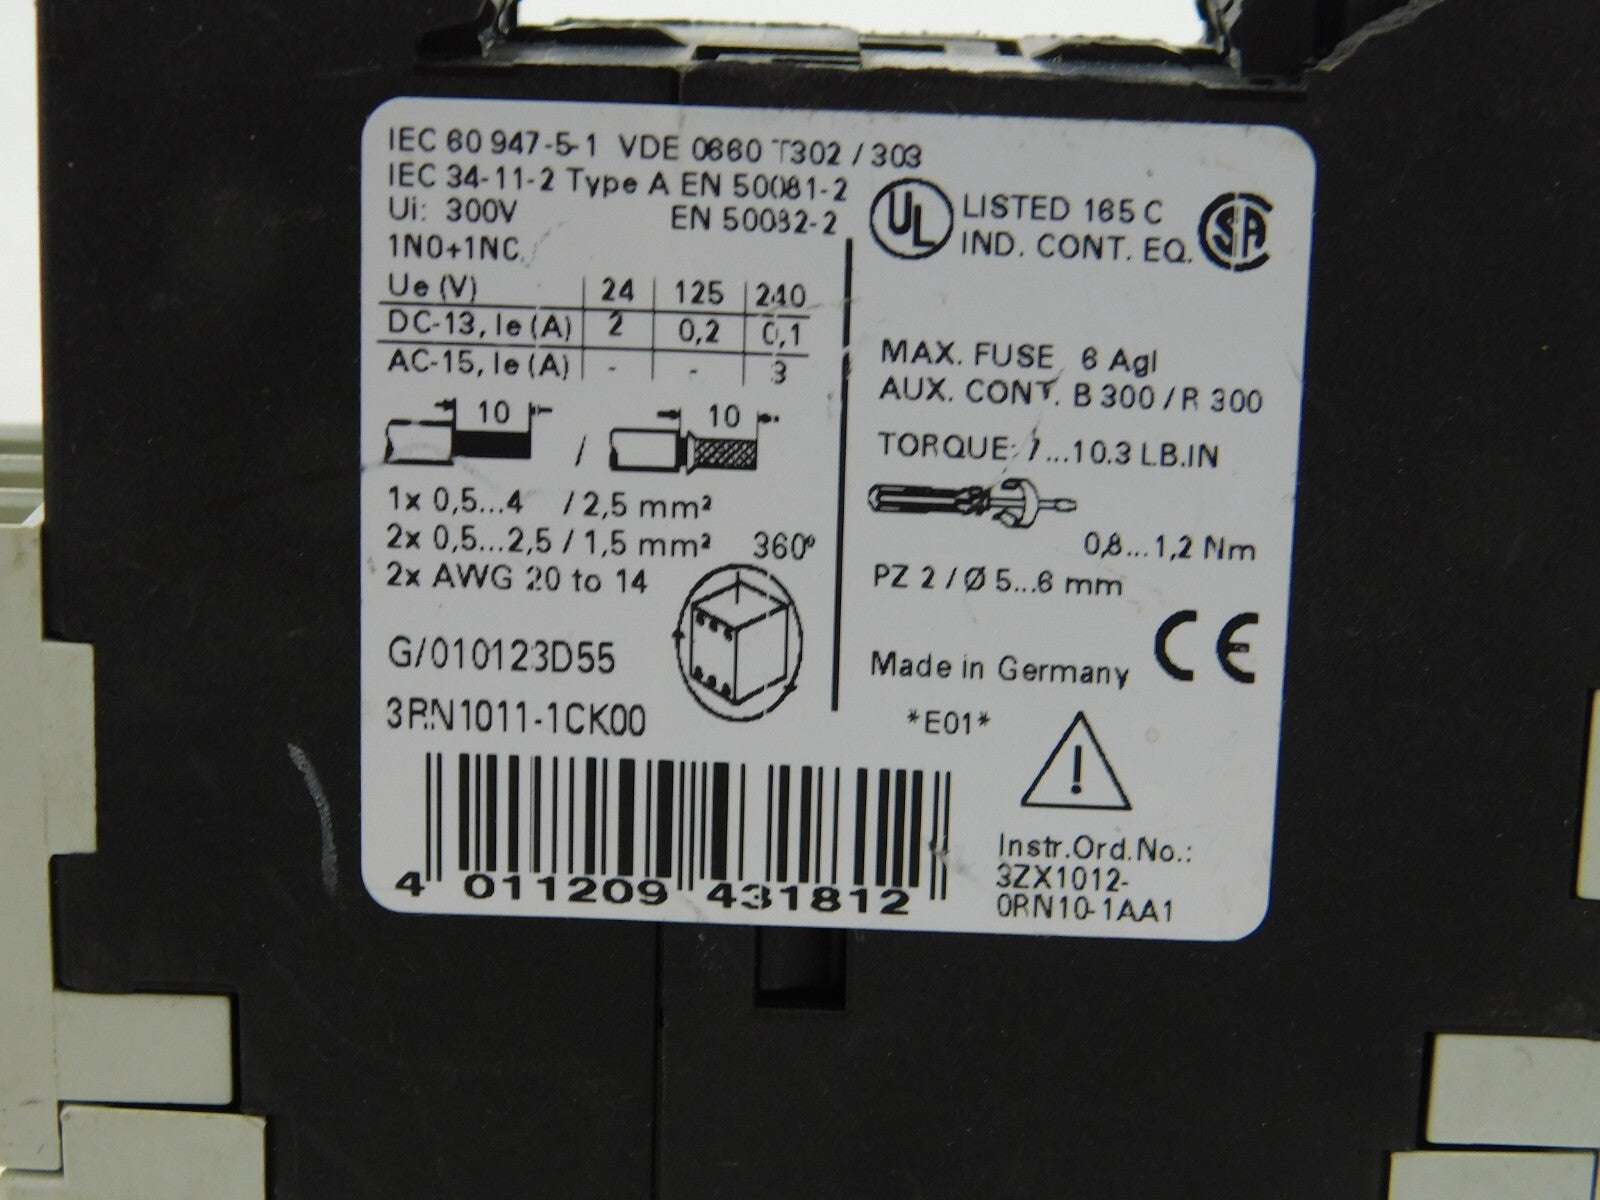 IEC 60 947-5-1 VDE 0660 T302 / 303
IEC 34-11-2 Type A EN 50081-2
Ui: 300V EN 50082-2
1NO+1NC
Ue (V) 24 125 240
DC-13, Ie (A) 2 0,2 0,1
AC-15, Ie (A) - - 3
10 / 10
1x 0,5...4 / 2,5 mm²
2x 0,5...2,5 / 1,5 mm² 360°
2x AWG 20 to 14
G/010123D55
3RN1011-1CK00
4 011209 431812
UL LISTED 165 C SA
IND. CONT. EQ.
MAX. FUSE 6 Agl
AUX. CONT. B 300 / R 300
TORQUE: 7...10.3 LB.IN
0,8...1,2 Nm
PZ 2 / Ø 5...6 mm
Made in Germany CE
*E01*
!
Instr.Ord.No.:
3ZX1012-
0RN10-1AA1